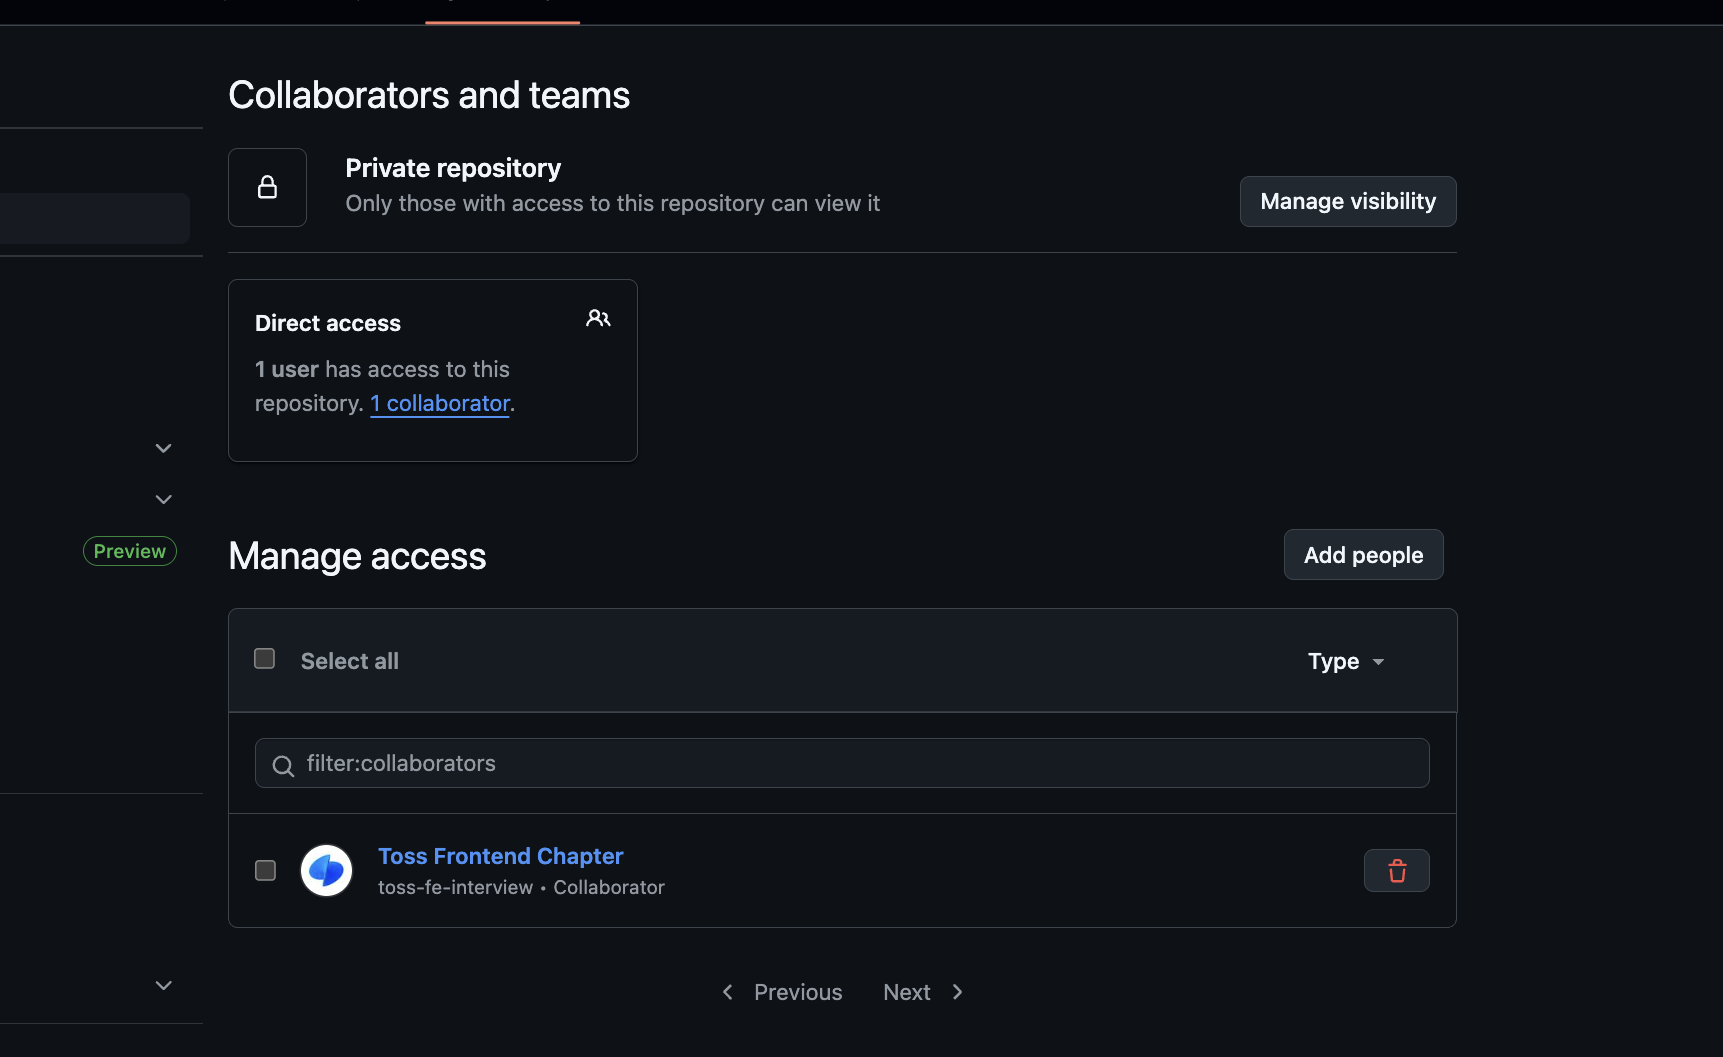 Collaborators and teams
Private repository
Only those with access to this repository can view it
Manage visibility
Direct access
1 user has access to this
repository. 1 collaborator.
Preview
Manage access
Add people
Select all
Type
filter:collaborators
Toss Frontend Chapter
toss-fe-interview • Collaborator
Previous
Next